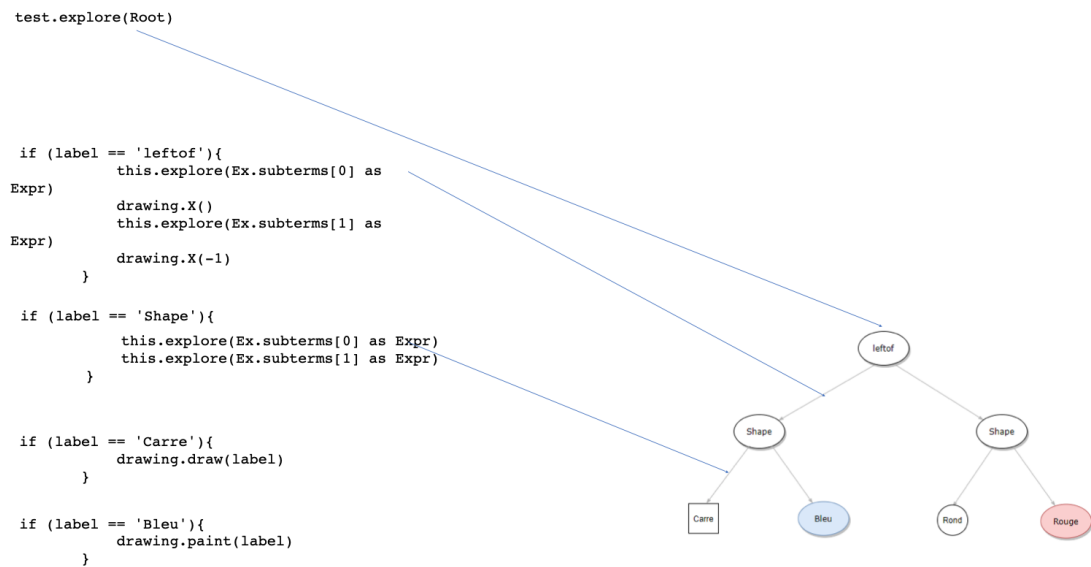 test.explore(Root)
if (label == 'leftof'){
this.explore(Ex.subterms[0] as
Expr)
drawing.X()
this.explore(Ex.subterms[1] as
Expr)
drawing.X(-1)
}
if (label == 'Shape'){
this.explore(Ex.subterms[0] as Expr)
this.explore(Ex.subterms[1] as Expr)
}
if (label == 'Carre'){
drawing.draw(label)
}
if (label == 'Bleu'){
drawing.paint(label)
}
leftof
Shape
Shape
Carre
Bleu
Rond
Rouge